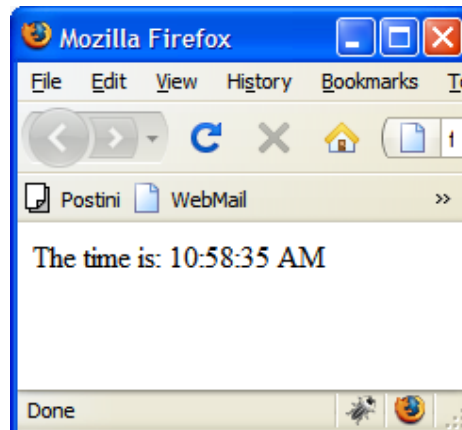 Mozilla Firefox
File Edit View History Bookmarks
Postini WebMail »
The time is: 10:58:35 AM
Done